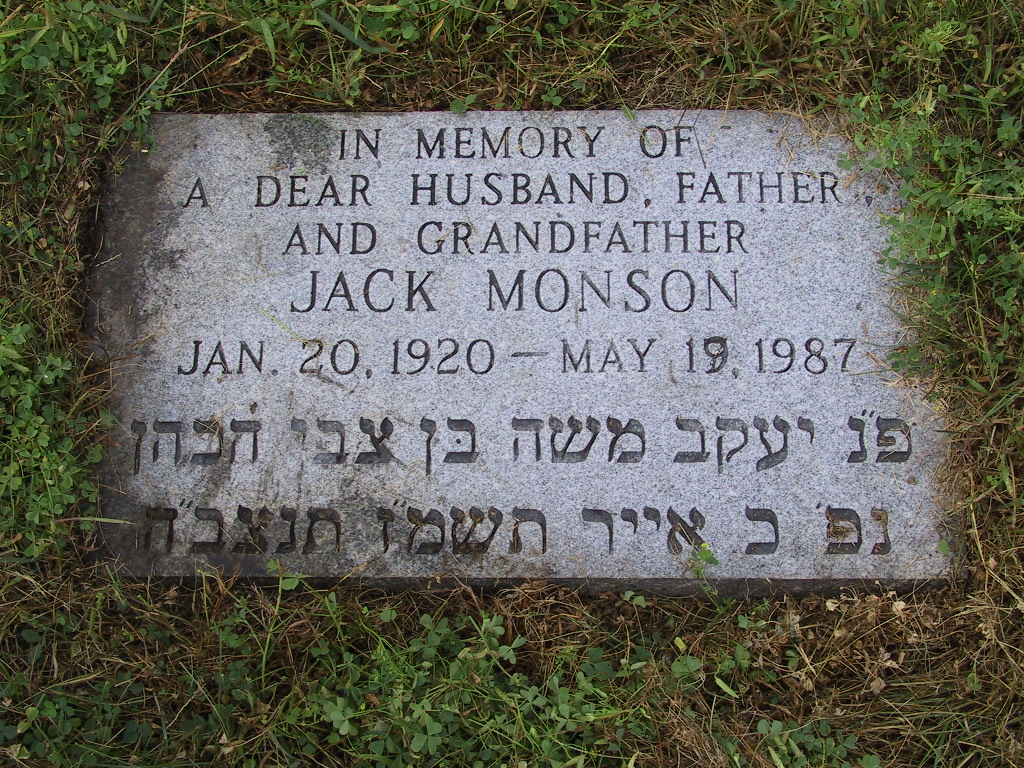 IN MEMORY OF
A DEAR HUSBAND, FATHER,
AND GRANDFATHER
JACK MONSON
JAN. 20, 1920 – MAY 19, 1987
פ״נ יעקב משה בן צבי הכהן
נפ׳ כ אייר תשמ״ז תנצב״ה